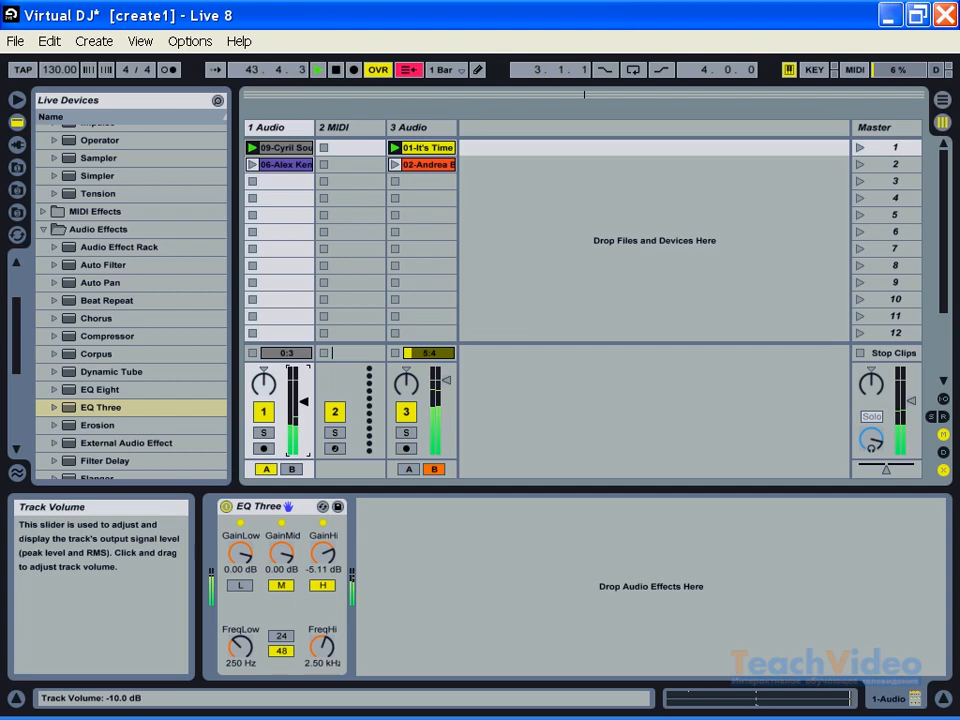 Virtual DJ* [create1] - Live 8
File Edit Create View Options Help
TAP 130.00 4 / 4 43. 4. 3 OVR 1 Bar 3. 1. 1 4. 0. 0 KEY MIDI 6 % D
Live Devices
Name
Impulse
Operator
Sampler
Simpler
Tension
MIDI Effects
Audio Effects
Audio Effect Rack
Auto Filter
Auto Pan
Beat Repeat
Chorus
Compressor
Corpus
Dynamic Tube
EQ Eight
EQ Three
Erosion
External Audio Effect
Filter Delay
Flanger
1 Audio 2 MIDI 3 Audio Master
09-Cyril Sou 01-It's Time 1
06-Alex Ken 02-Andrea B 2
3
4
5
6
7
8
9
10
11
12
Drop Files and Devices Here
0:3 5:4 Stop Clips
1 2 3 Solo
S S S
A B A B
S R
M
D
X
Track Volume
This slider is used to adjust and
display the track's output signal level
(peak level and RMS). Click and drag
to adjust track volume.
EQ Three
GainLow GainMid GainHi
0.00 dB 0.00 dB -5.11 dB
L M H
FreqLow 24 FreqHi
48
250 Hz 2.50 kHz
Drop Audio Effects Here
TeachVideo
Интерактивное обучающее телевидение
Track Volume: -10.0 dB
1-Audio